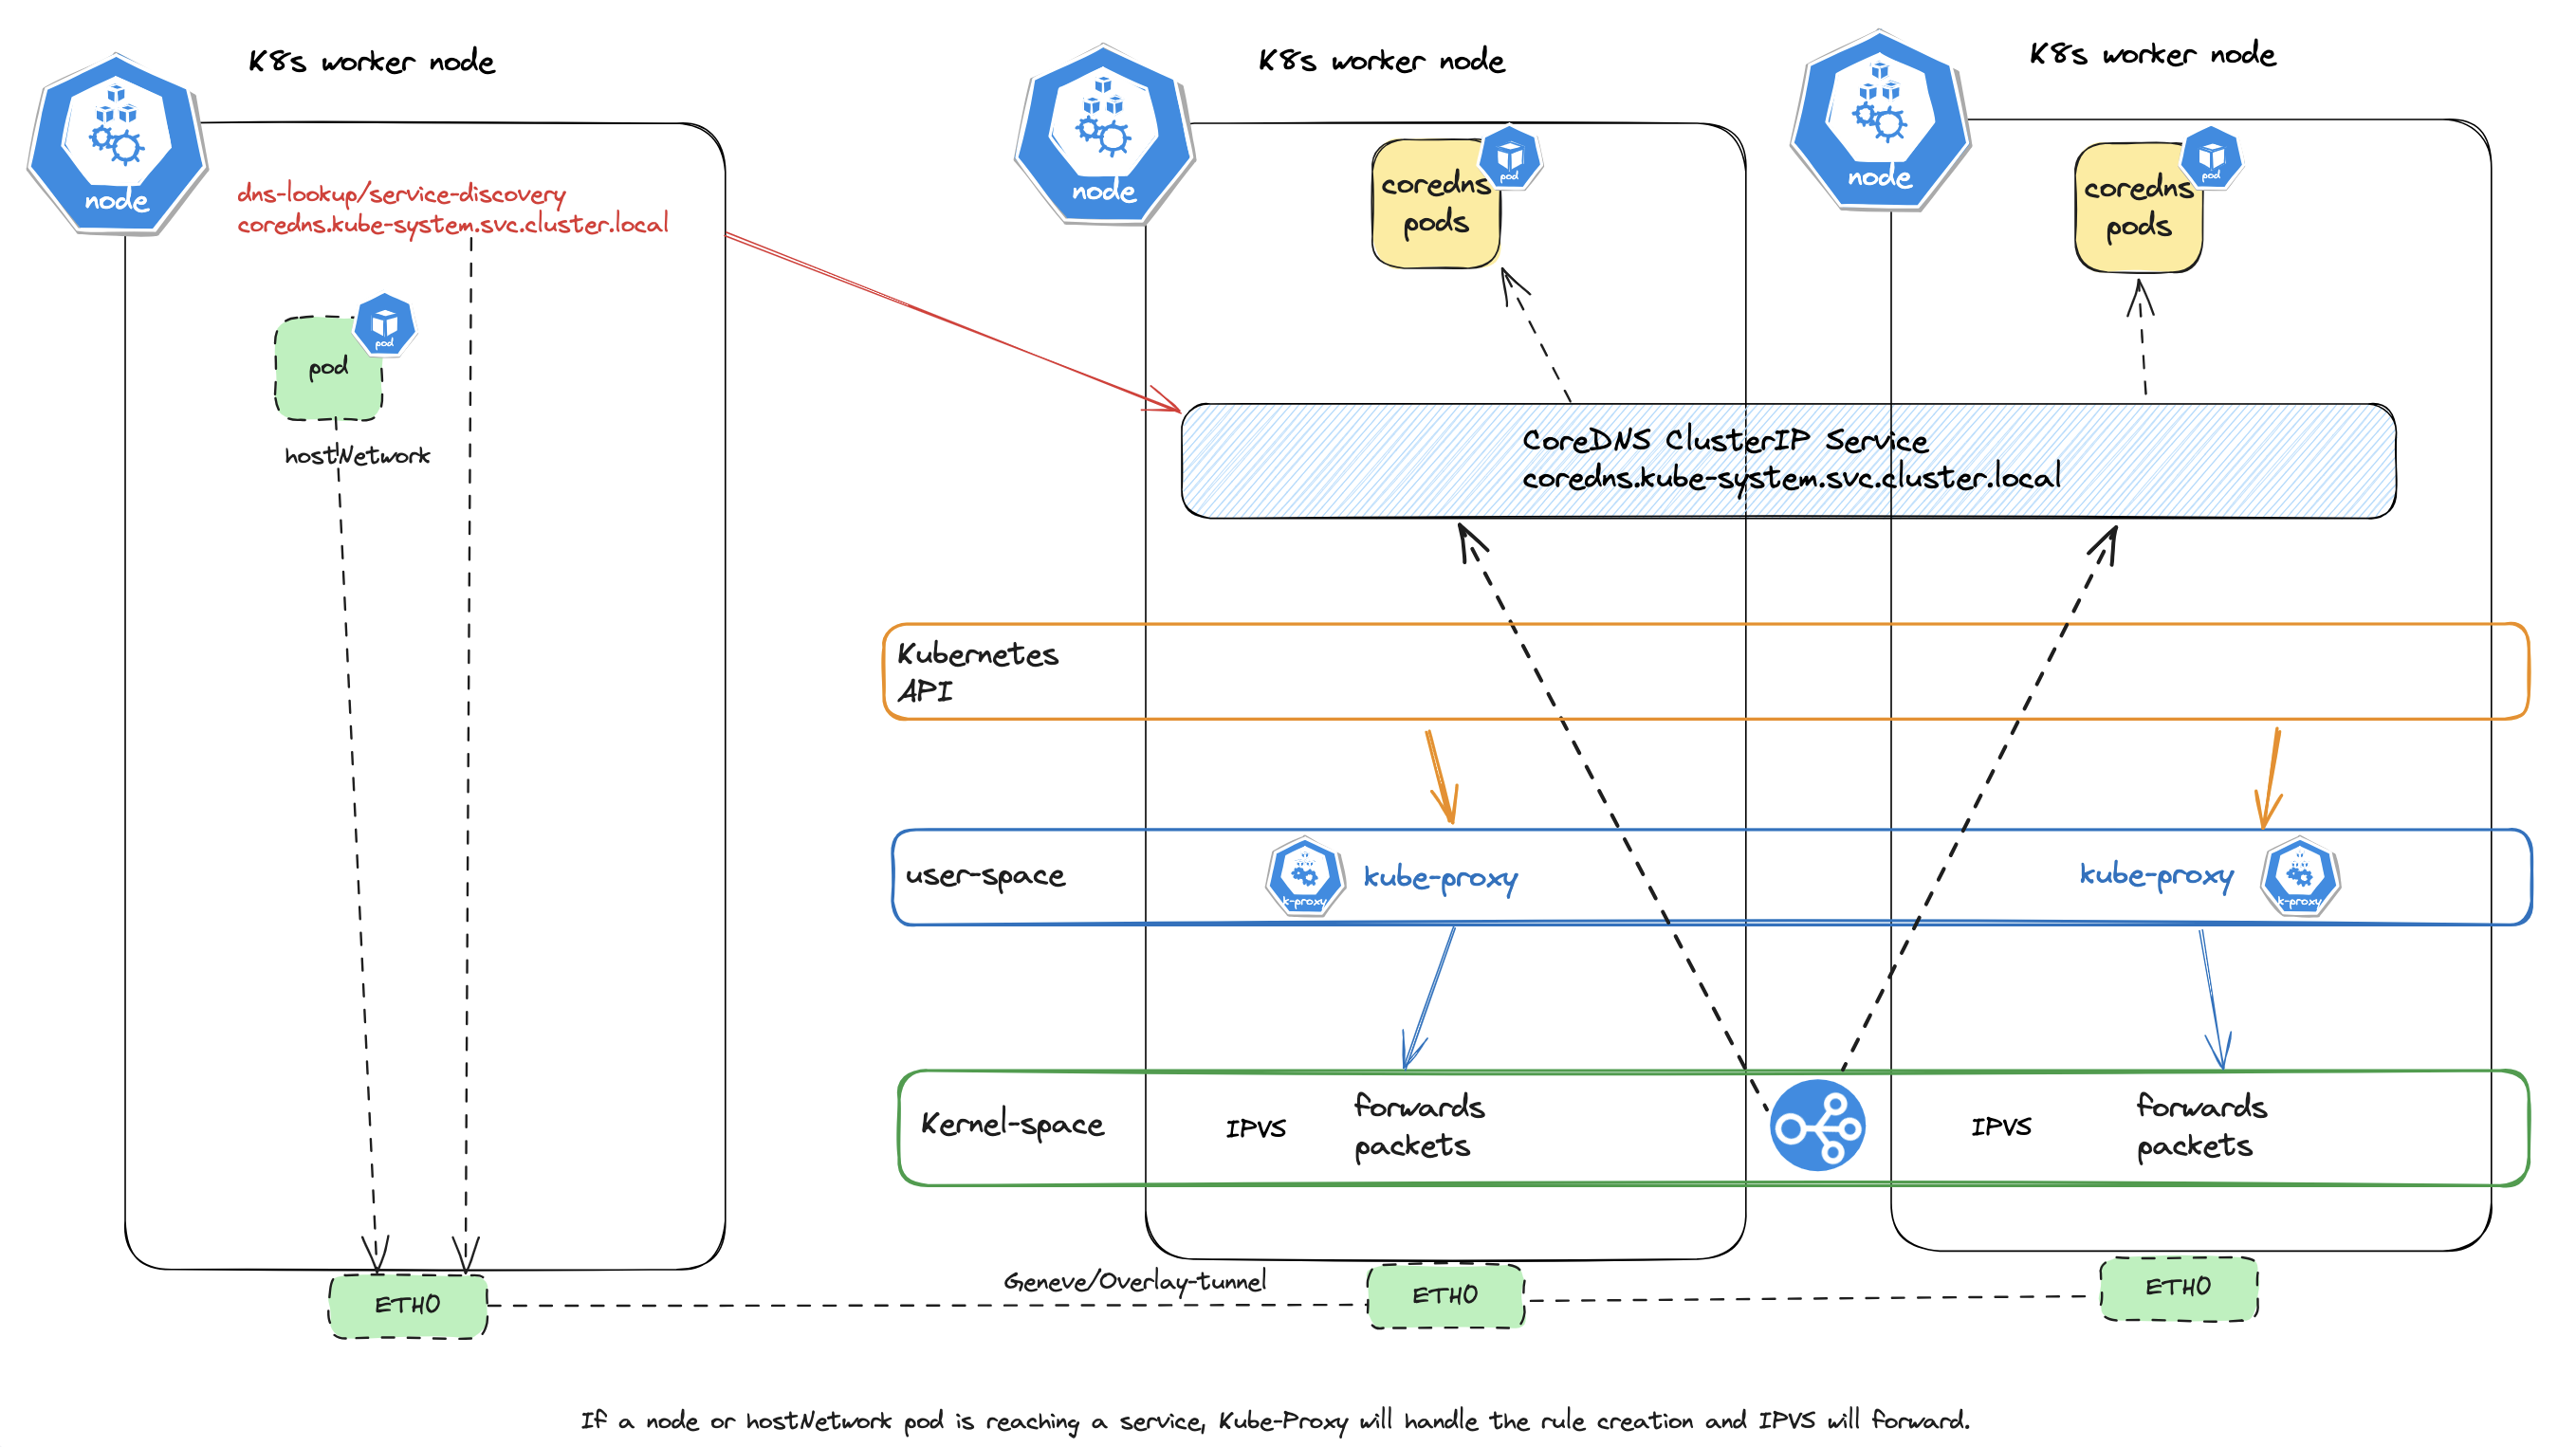 K8s worker node
K8s worker node
K8s worker node
node
node
node
dns-lookup/service-discovery
coredns.kube-system.svc.cluster.local
pod
pod
hostNetwork
coredns
pods
pod
coredns
pods
pod
CoreDNS ClusterIP Service
coredns.kube-system.svc.cluster.local
Kubernetes
API
user-space
k-proxy
kube-proxy
kube-proxy
k-proxy
Kernel-space
IPVS
forwards
packets
IPVS
forwards
packets
ETH0
Geneve/Overlay-tunnel
ETH0
ETH0
If a node or hostNetwork pod is reaching a service, Kube-Proxy will handle the rule creation and IPVS will forward.